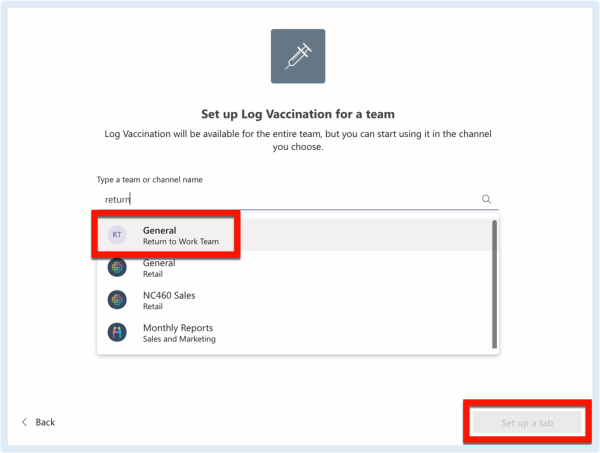 Set up Log Vaccination for a team
Log Vaccination will be available for the entire team, but you can start using it in the channel
you choose.
Type a team or channel name
return
RT
General
Return to Work Team
General
Retail
NC460 Sales
Retail
Monthly Reports
Sales and Marketing
Back
Set up a tab